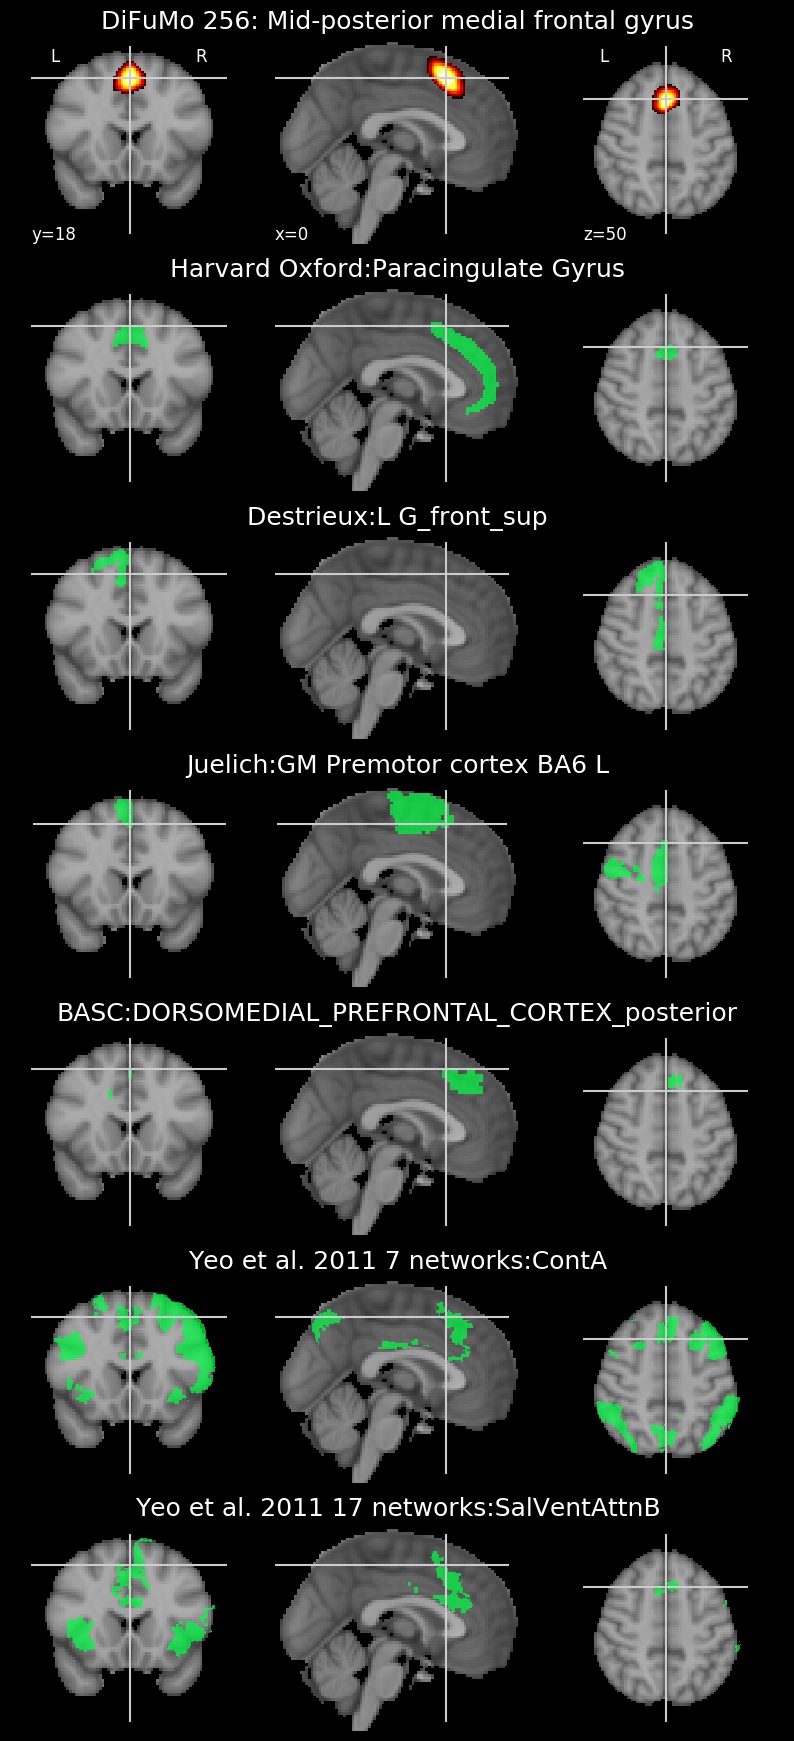 DiFuMo 256: Mid-posterior medial frontal gyrus
L R L R
y=18 x=0 z=50
Harvard Oxford:Paracingulate Gyrus
Destrieux:L G_front_sup
Juelich:GM Premotor cortex BA6 L
BASC:DORSOMEDIAL_PREFRONTAL_CORTEX_posterior
Yeo et al. 2011 7 networks:ContA
Yeo et al. 2011 17 networks:SalVentAttnB